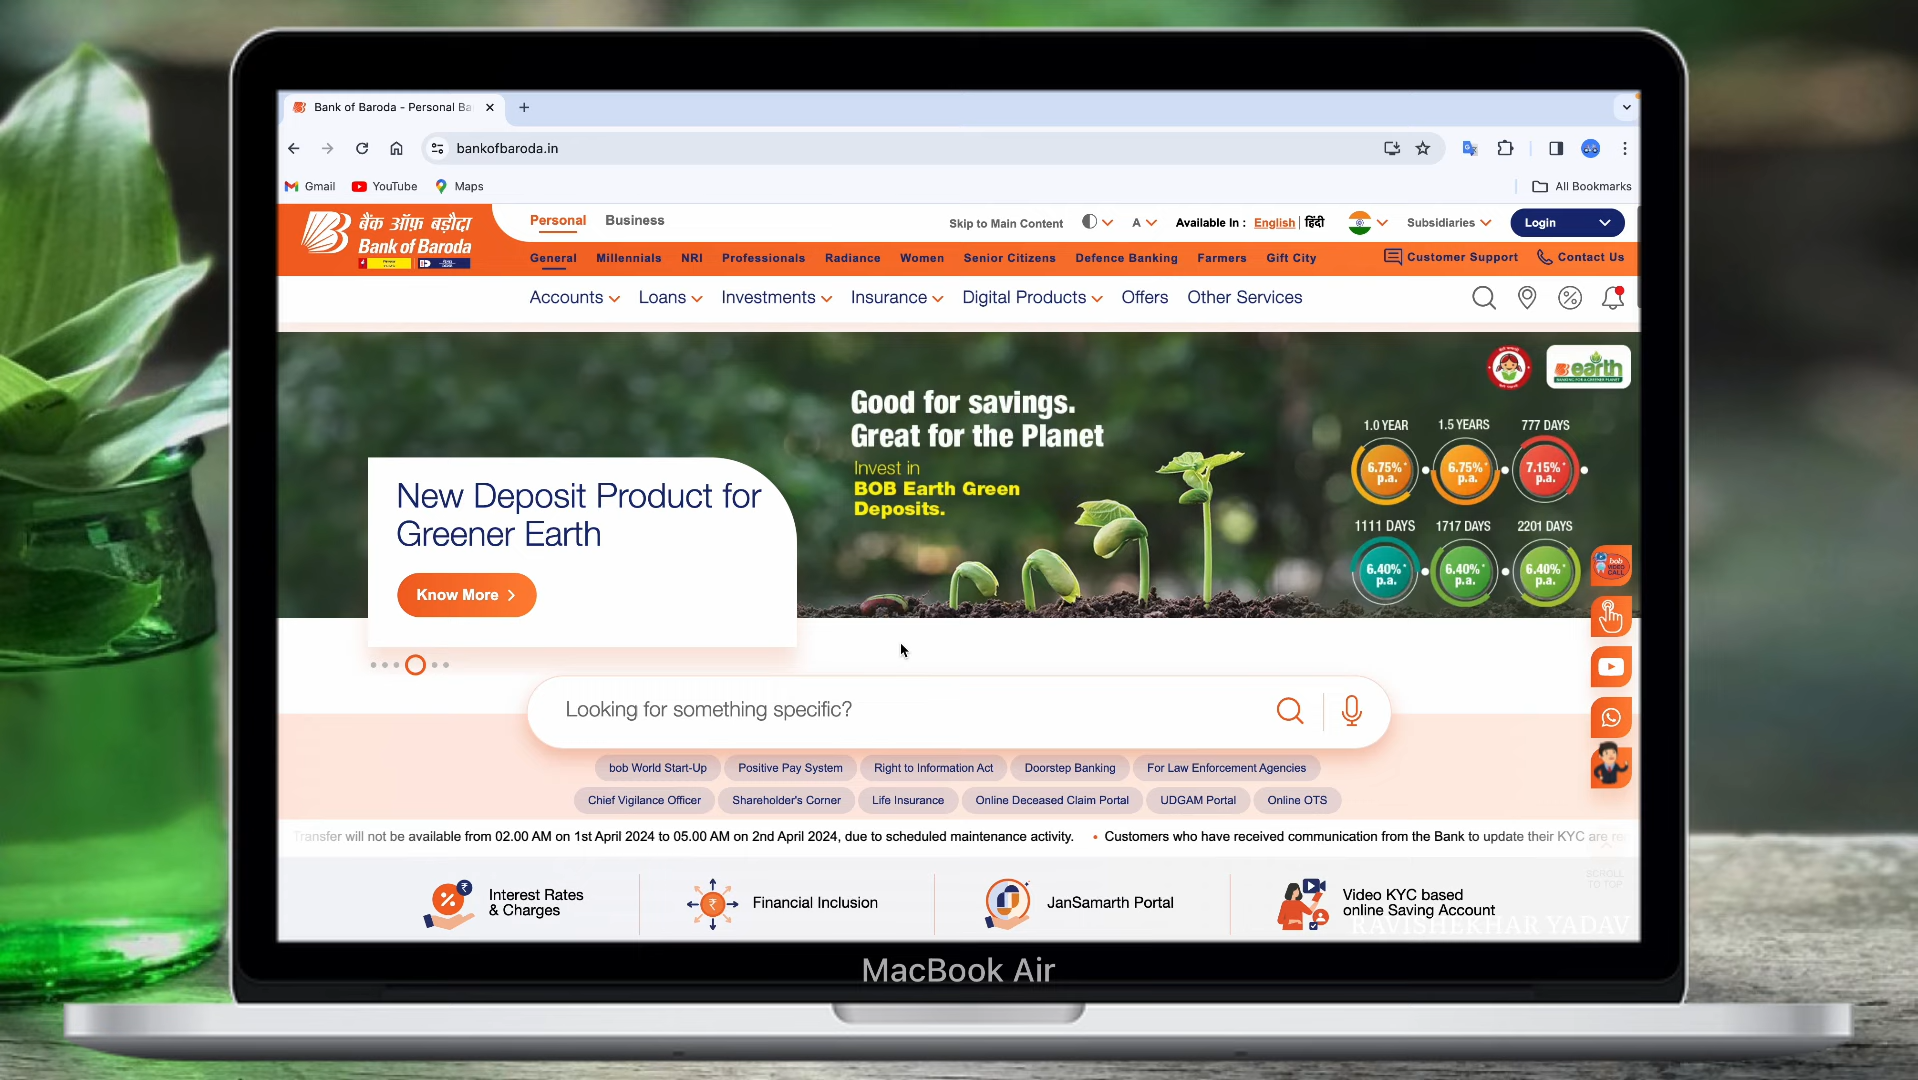 Bank of Baroda - Personal Ba
bankofbaroda.in
Gmail
YouTube
Maps
All Bookmarks
बैंक ऑफ़ बड़ौदा
Bank of Baroda
Personal
Business
Skip to Main Content
A
Available In : English | हिंदी
Subsidiaries
Login
General
Millennials
NRI
Professionals
Radiance
Women
Senior Citizens
Defence Banking
Farmers
Gift City
Customer Support
Contact Us
Accounts
Loans
Investments
Insurance
Digital Products
Offers
Other Services
earth
Good for savings.
Great for the Planet
Invest in
BOB Earth Green
Deposits.
1.0 YEAR
1.5 YEARS
777 DAYS
6.75%*
p.a.
6.75%*
p.a.
7.15%*
p.a.
1111 DAYS
1717 DAYS
2201 DAYS
6.40%*
p.a.
6.40%*
p.a.
6.40%*
p.a.
New Deposit Product for
Greener Earth
Know More
bob
Looking for something specific?
bob World Start-Up
Positive Pay System
Right to Information Act
Doorstep Banking
For Law Enforcement Agencies
Chief Vigilance Officer
Shareholder's Corner
Life Insurance
Online Deceased Claim Portal
UDGAM Portal
Online OTS
Transfer will not be available from 02.00 AM on 1st April 2024 to 05.00 AM on 2nd April 2024, due to scheduled maintenance activity.
• Customers who have received communication from the Bank to update their KYC are
SCROLL
TO TOP
Interest Rates
& Charges
Financial Inclusion
JanSamarth Portal
Video KYC based
online Saving Account
RAVISHEKHAR YADAV
MacBook Air